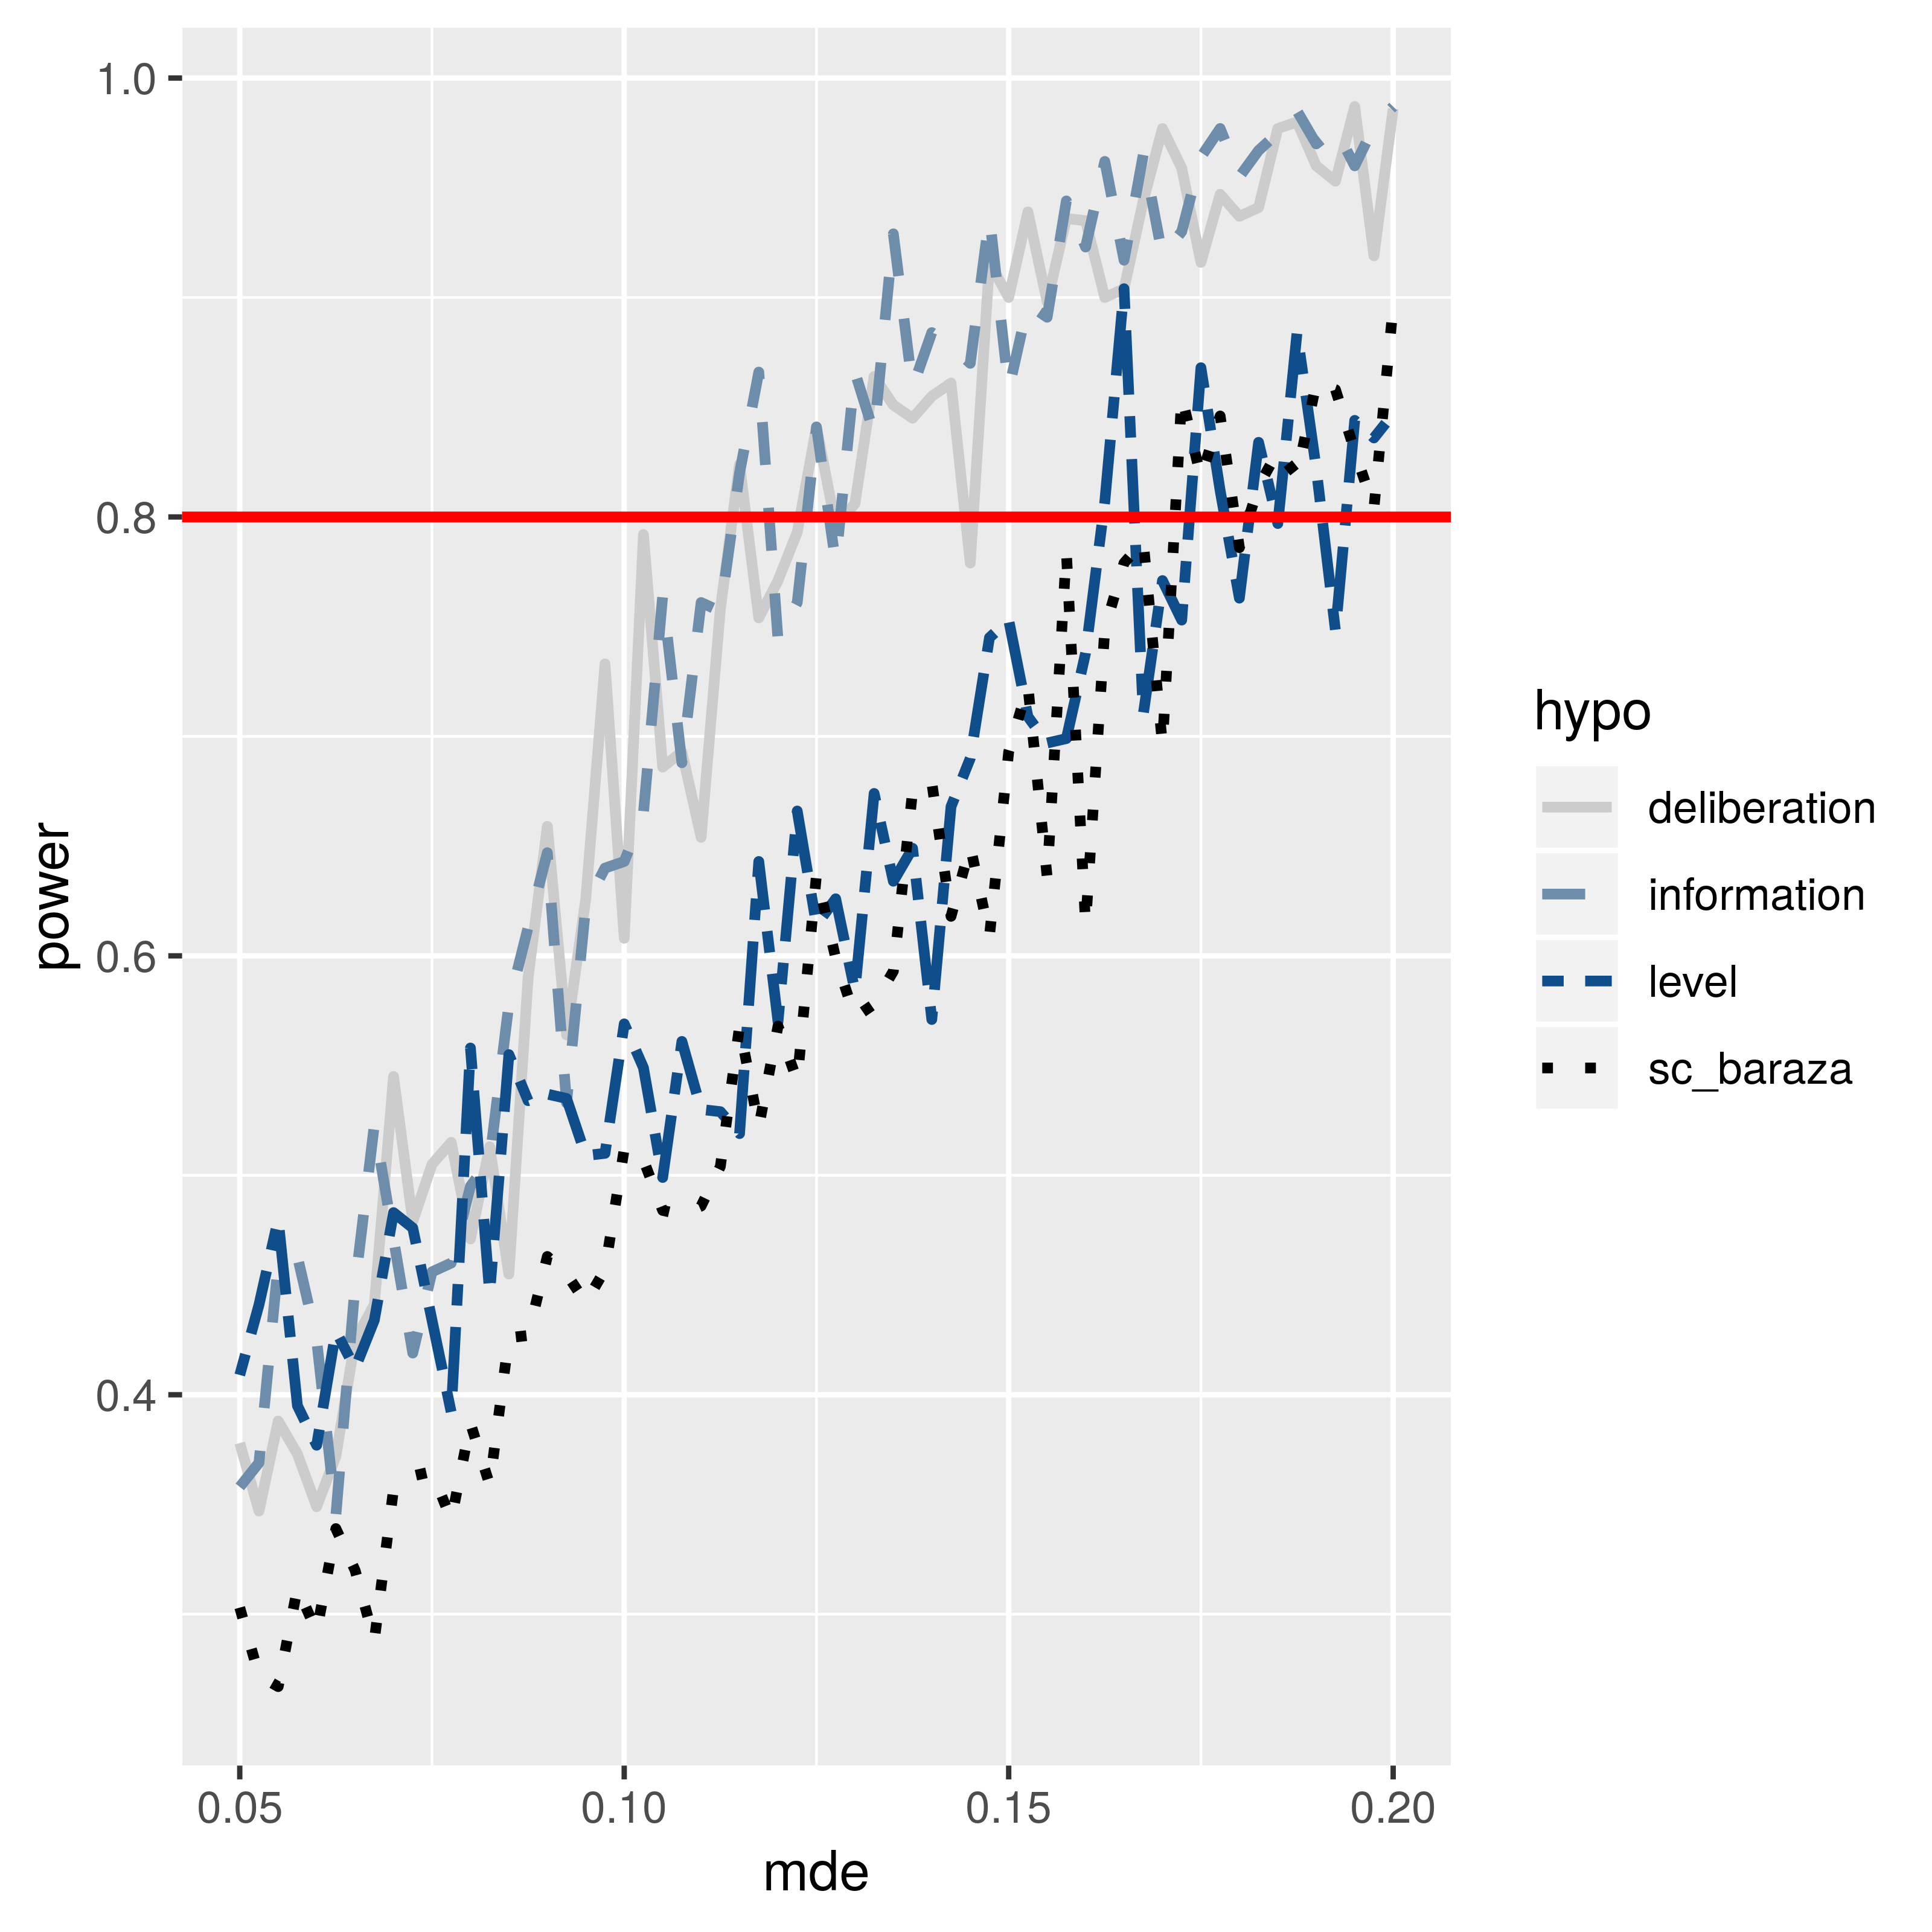 1.0
0.8
0.6
0.4
power
0.05 0.10 0.15 0.20
mde
hypo
deliberation
information
level
sc_baraza